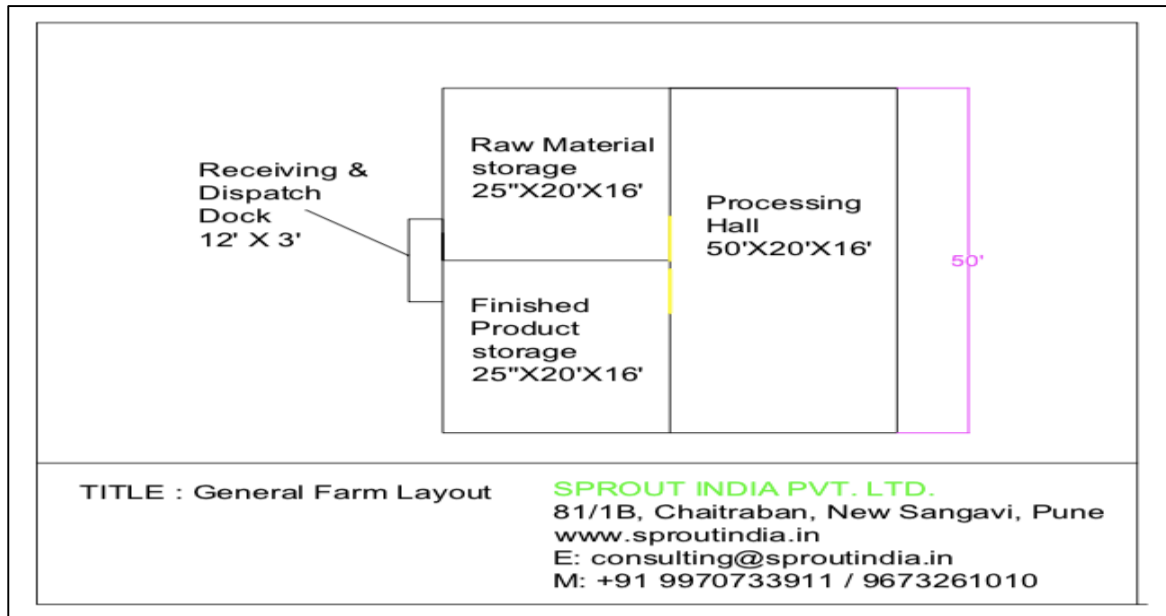 Receiving &
Dispatch
Dock
12' X 3'
Raw Material
storage
25"X20'X16'
Processing
Hall
50'X20'X16'
50'
Finished
Product
storage
25"X20'X16'
TITLE : General Farm Layout
SPROUT INDIA PVT. LTD.
81/1B, Chaitraban, New Sangavi, Pune
www.sproutindia.in
E: consulting@sproutindia.in
M: +91 9970733911 / 9673261010